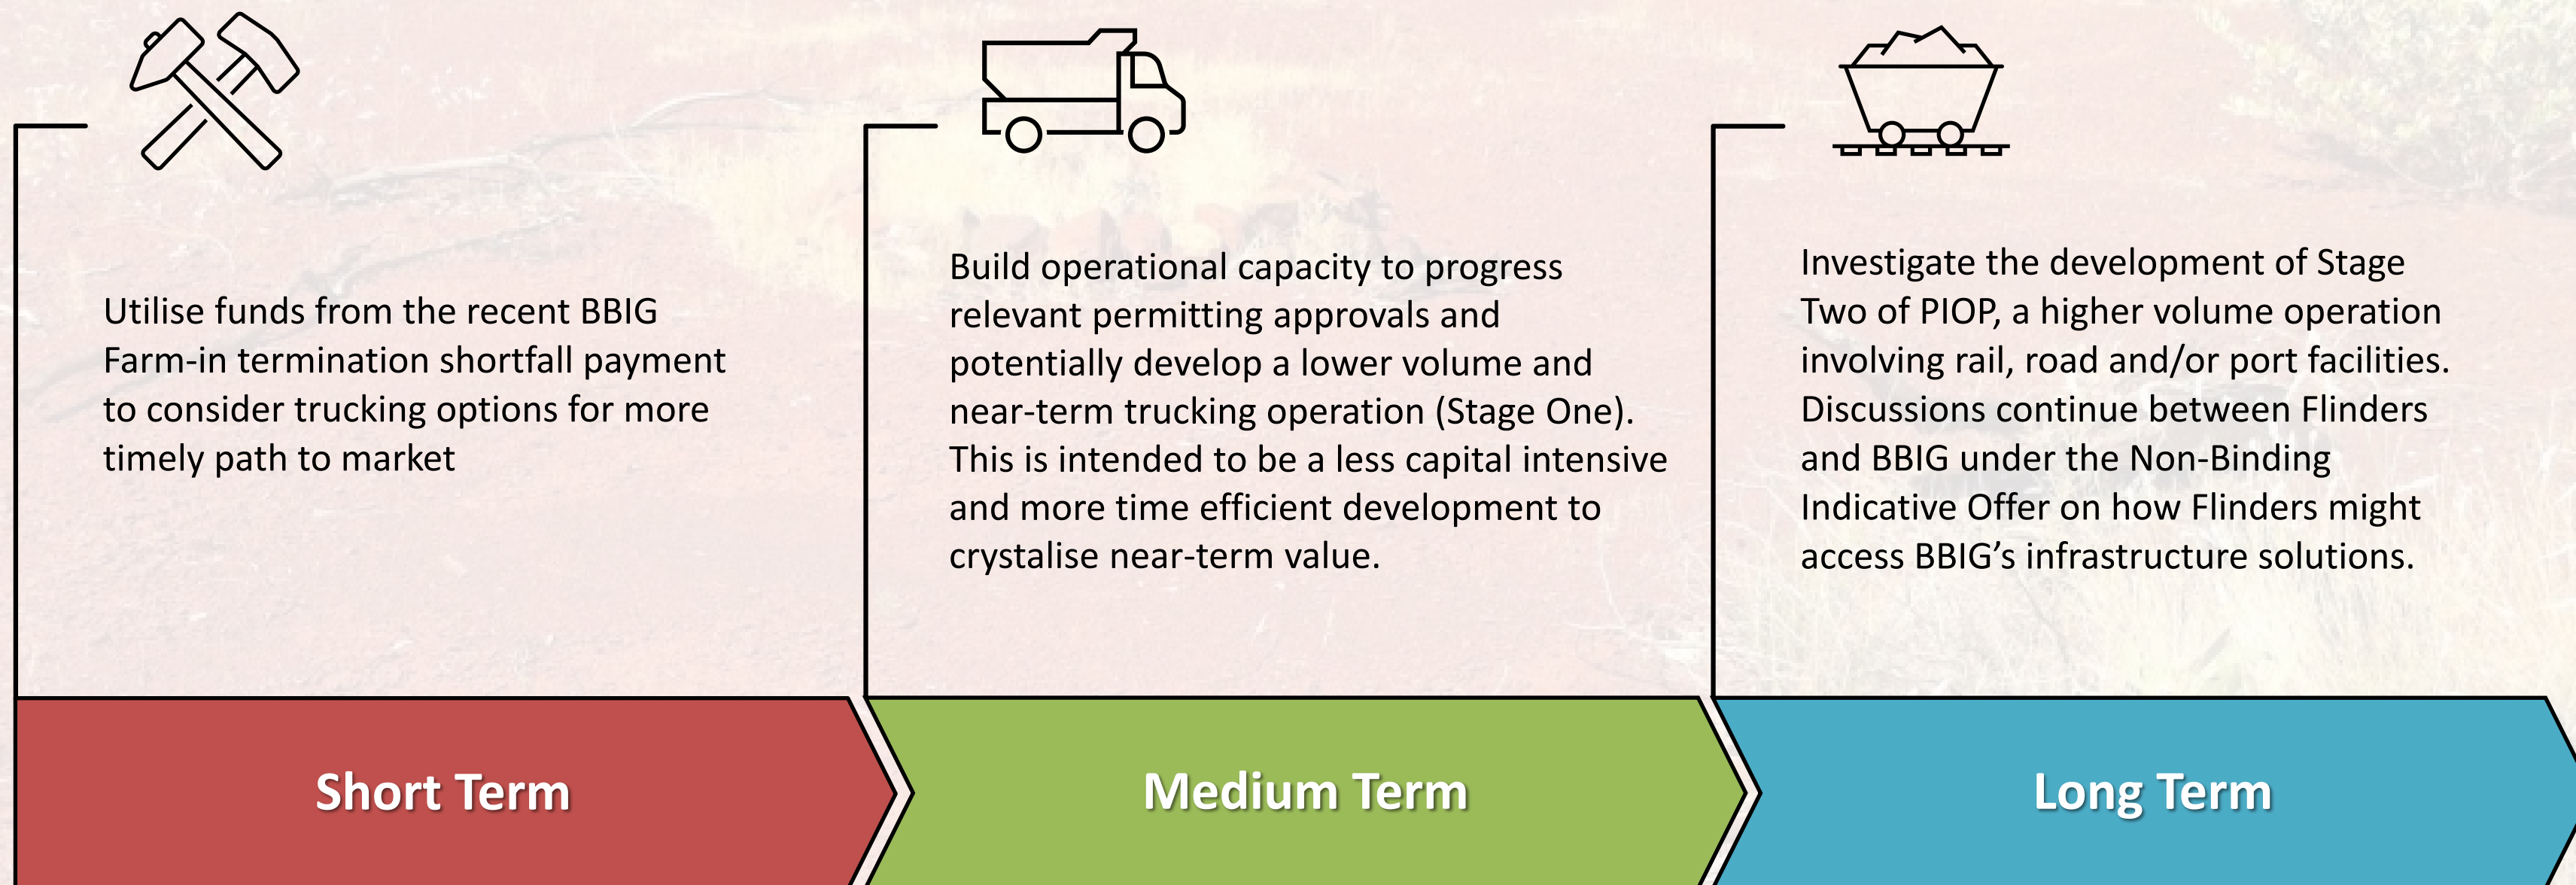 Utilise funds from the recent BBIG
Farm-in termination shortfall payment
to consider trucking options for more
timely path to market
Build operational capacity to progress
relevant permitting approvals and
potentially develop a lower volume and
near-term trucking operation (Stage One).
This is intended to be a less capital intensive
and more time efficient development to
crystalise near-term value.
Investigate the development of Stage
Two of PIOP, a higher volume operation
involving rail, road and/or port facilities.
Discussions continue between Flinders
and BBIG under the Non-Binding
Indicative Offer on how Flinders might
access BBIG’s infrastructure solutions.
Short Term
Medium Term
Long Term